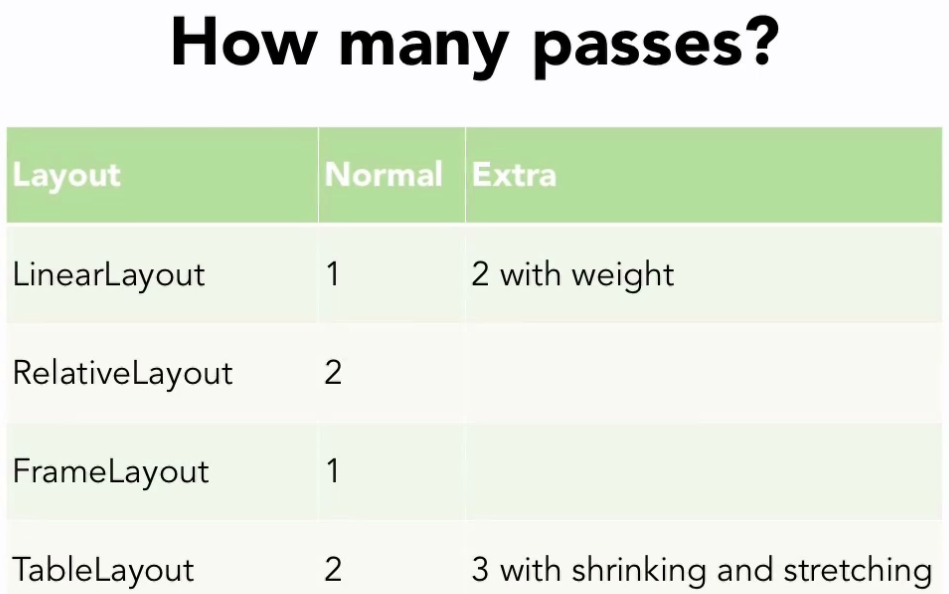 How many passes?
Layout Normal Extra
LinearLayout 1 2 with weight
RelativeLayout 2
FrameLayout 1
TableLayout 2 3 with shrinking and stretching